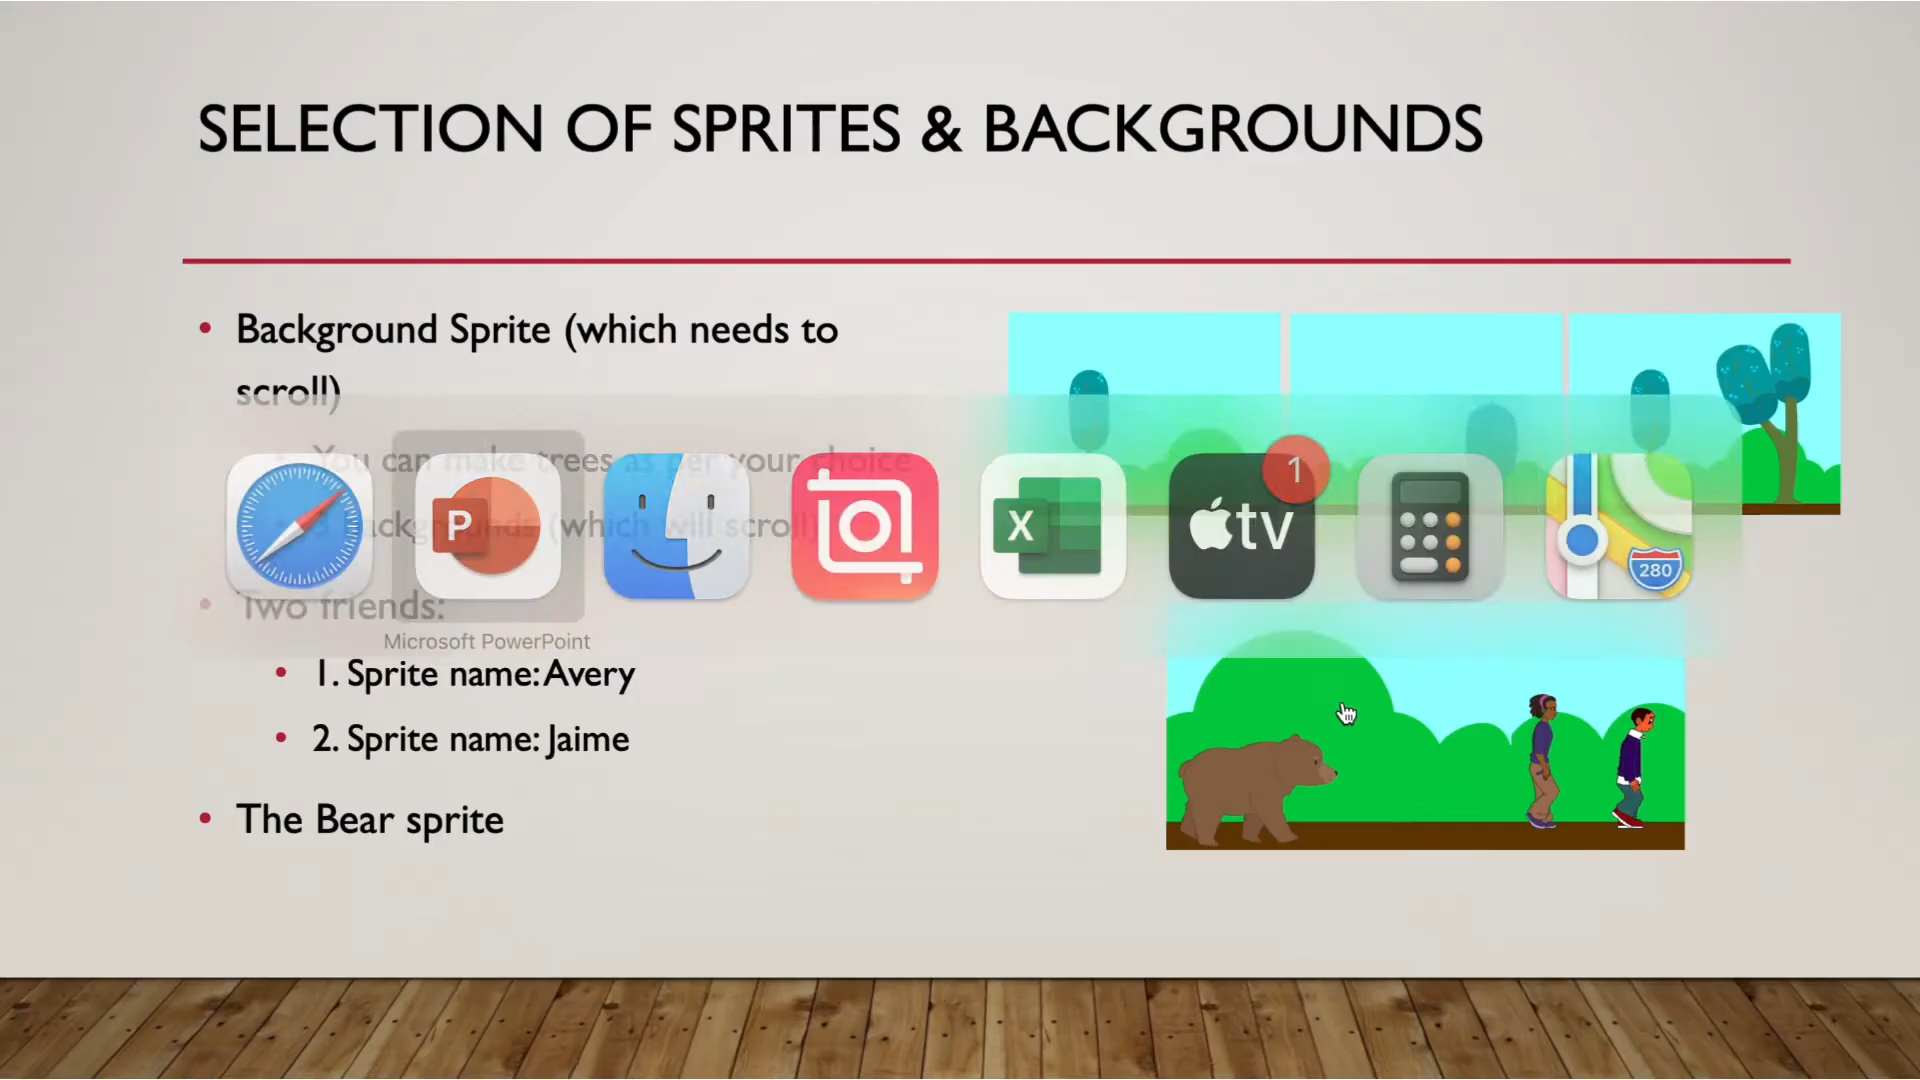 SELECTION OF SPRITES & BACKGROUNDS
• Background Sprite (which needs to
scroll)
You can make trees as per your choice
backgrounds (which will scroll)
• Two friends:
• 1. Sprite name: Avery
• 2. Sprite name: Jaime
• The Bear sprite
P
X
tv
1
280
Microsoft PowerPoint